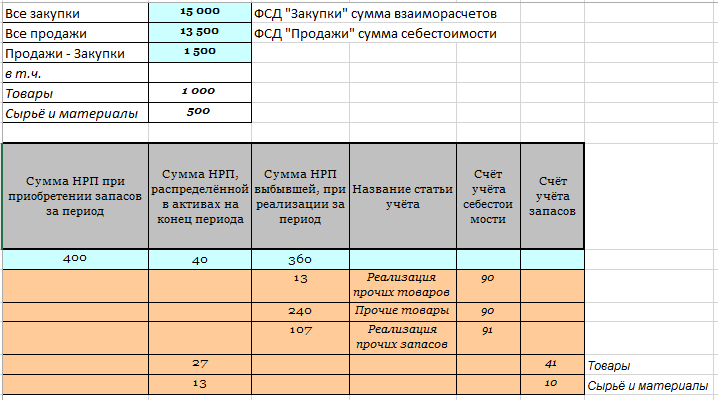 Все закупки 15 000 ФСД "Закупки" сумма взаиморасчетов
Все продажи 13 500 ФСД "Продажи" сумма себестоимости
Продажи - Закупки 1 500
в т.ч.
Товары 1 000
Сырьё и материалы 500
Сумма НРП при приобретении запасов за период
Сумма НРП, распределённой в активах на конец периода
Сумма НРП выбывшей, при реализации за период
Название статьи учёта
Счёт учёта себестои мости
Счёт учёта запасов
400 40 360
13 Реализация прочих товаров 90
240 Прочие товары 90
107 Реализация прочих запасов 91
27 41 Товары
13 10 Сырьё и материалы